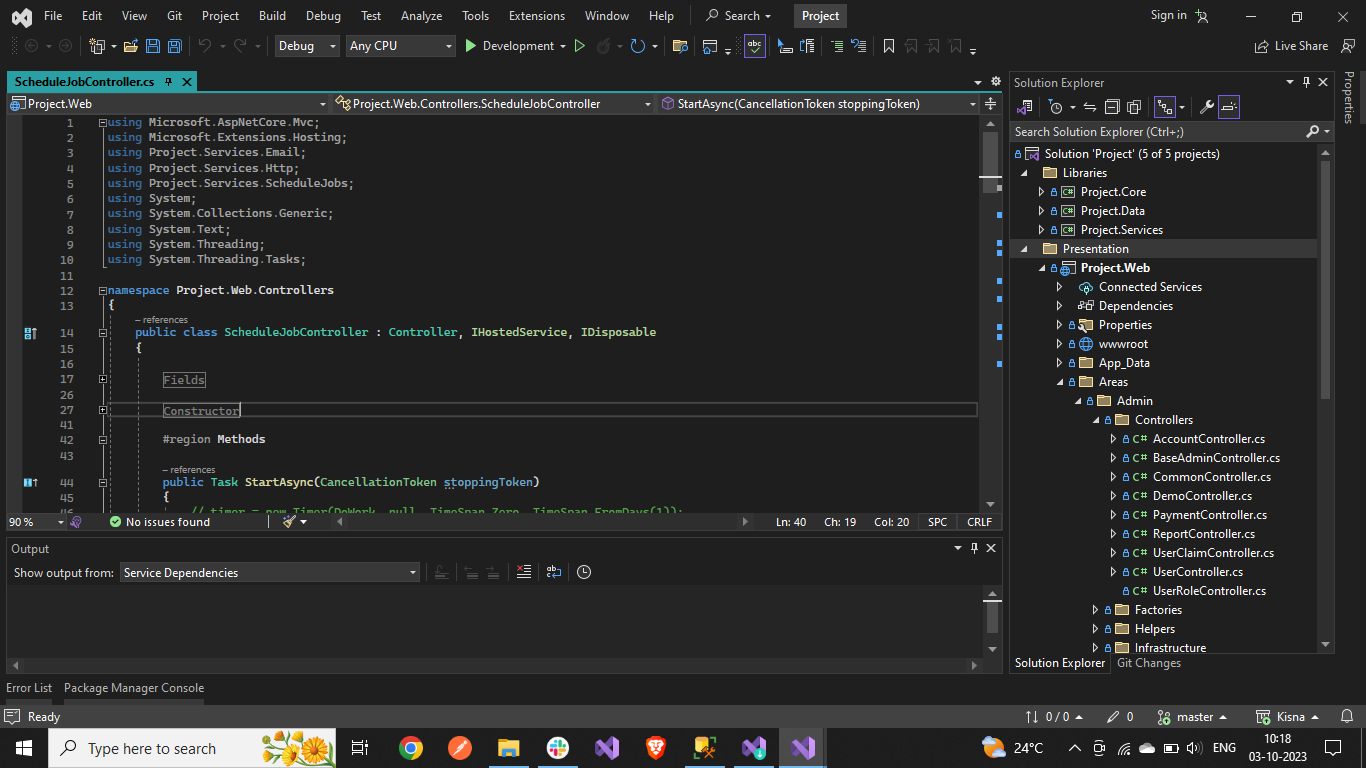 File Edit View Git Project Build Debug Test Analyze Tools Extensions Window Help Search Project Sign in
Debug Any CPU Development Live Share
ScheduleJobController.cs
Project.Web Project.Web.Controllers.ScheduleJobController StartAsync(CancellationToken stoppingToken)
1 using Microsoft.AspNetCore.Mvc;
2 using Microsoft.Extensions.Hosting;
3 using Project.Services.Email;
4 using Project.Services.Http;
5 using Project.Services.ScheduleJobs;
6 using System;
7 using System.Collections.Generic;
8 using System.Text;
9 using System.Threading;
10 using System.Threading.Tasks;
11
12 namespace Project.Web.Controllers
13 {
– references
14 public class ScheduleJobController : Controller, IHostedService, IDisposable
15 {
16
17 Fields
26
27 Constructor
41
42 #region Methods
43
– references
44 public Task StartAsync(CancellationToken stoppingToken)
45 {
46 // timer = new Timer(DoWork, null, TimeSpan.Zero, TimeSpan.FromDays(1));
90 % No issues found Ln: 40 Ch: 19 Col: 20 SPC CRLF
Output
Show output from: Service Dependencies
Error List Package Manager Console
Solution Explorer
Search Solution Explorer (Ctrl+;)
Solution 'Project' (5 of 5 projects)
Libraries
C# Project.Core
C# Project.Data
C# Project.Services
Presentation
Project.Web
Connected Services
Dependencies
Properties
wwwroot
App_Data
Areas
Admin
Controllers
C# AccountController.cs
C# BaseAdminController.cs
C# CommonController.cs
C# DemoController.cs
C# PaymentController.cs
C# ReportController.cs
C# UserClaimController.cs
C# UserController.cs
C# UserRoleController.cs
Factories
Helpers
Infrastructure
Solution Explorer Git Changes
Properties
Ready 0 / 0 0 master Kisna
Type here to search 24°C ENG 10:18
03-10-2023